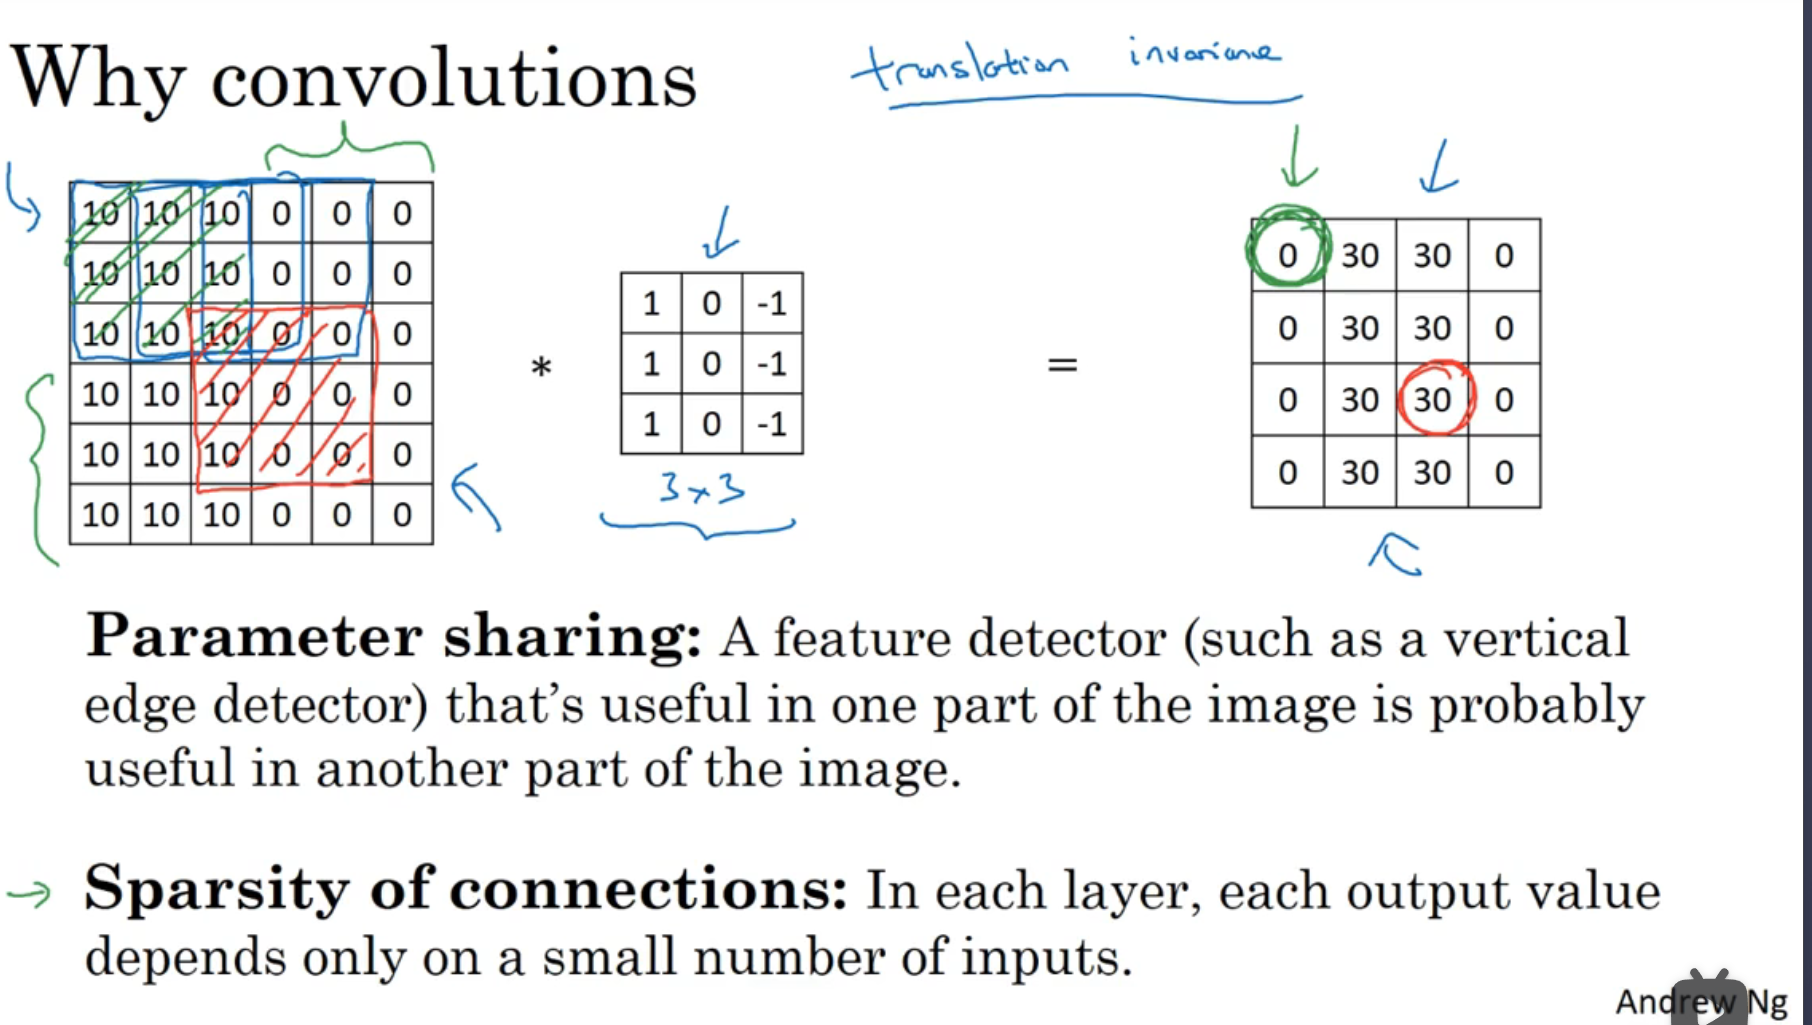 Why convolutions
translation invariance
10 10 10 0 0 0
10 10 10 0 0 0
10 10 10 0 0 0
10 10 10 0 0 0
10 10 10 0 0 0
10 10 10 0 0 0
*
1 0 -1
1 0 -1
1 0 -1
3x3
=
0 30 30 0
0 30 30 0
0 30 30 0
0 30 30 0
Parameter sharing: A feature detector (such as a vertical
edge detector) that’s useful in one part of the image is probably
useful in another part of the image.
→ Sparsity of connections: In each layer, each output value
depends only on a small number of inputs.
Andrew Ng